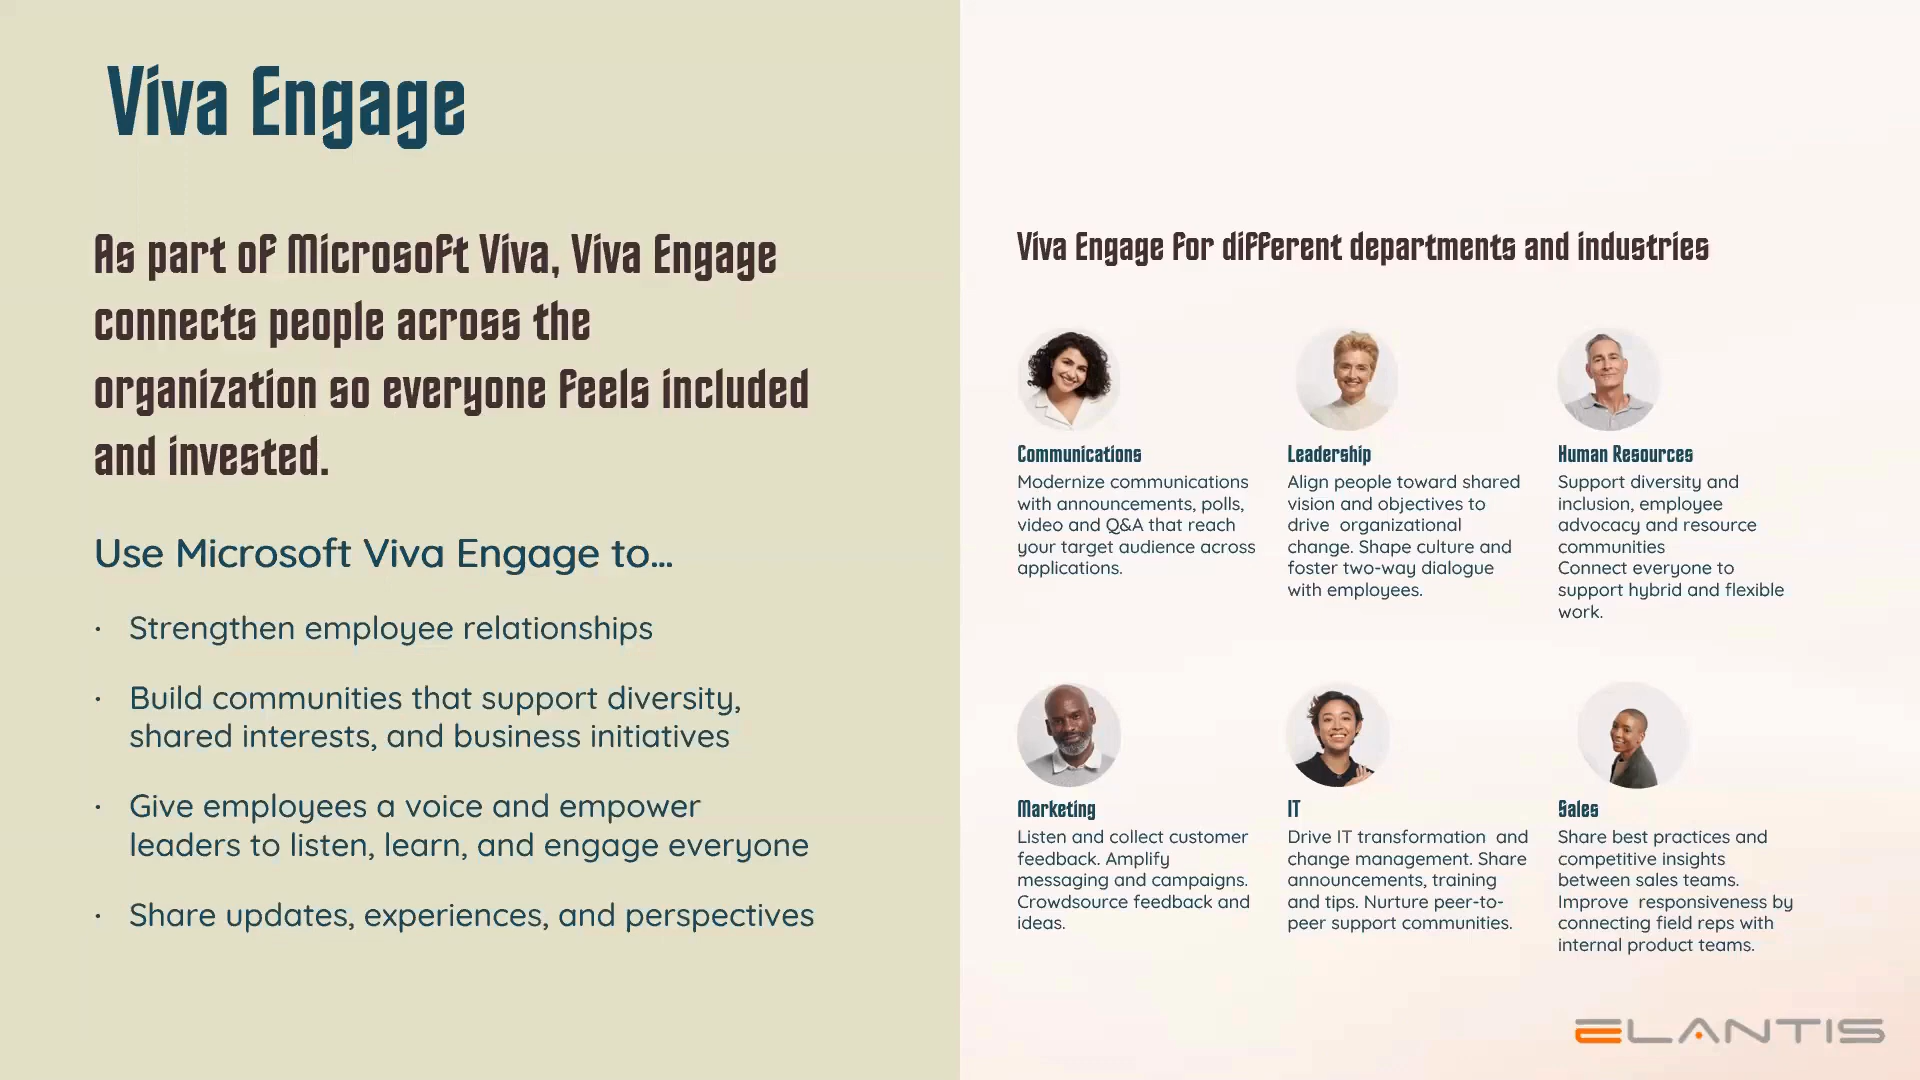 Viva Engage
As part of Microsoft Viva, Viva Engage
connects people across the
organization so everyone feels included
and invested.
Use Microsoft Viva Engage to...
· Strengthen employee relationships
· Build communities that support diversity,
shared interests, and business initiatives
· Give employees a voice and empower
leaders to listen, learn, and engage everyone
· Share updates, experiences, and perspectives
Viva Engage for different departments and industries
Communications
Modernize communications
with announcements, polls,
video and Q&A that reach
your target audience across
applications.
Leadership
Align people toward shared
vision and objectives to
drive organizational
change. Shape culture and
foster two-way dialogue
with employees.
Human Resources
Support diversity and
inclusion, employee
advocacy and resource
communities
Connect everyone to
support hybrid and flexible
work.
Marketing
Listen and collect customer
feedback. Amplify
messaging and campaigns.
Crowdsource feedback and
ideas.
IT
Drive IT transformation and
change management. Share
announcements, training
and tips. Nurture peer-to-
peer support communities.
Sales
Share best practices and
competitive insights
between sales teams.
Improve responsiveness by
connecting field reps with
internal product teams.
ELANTIS